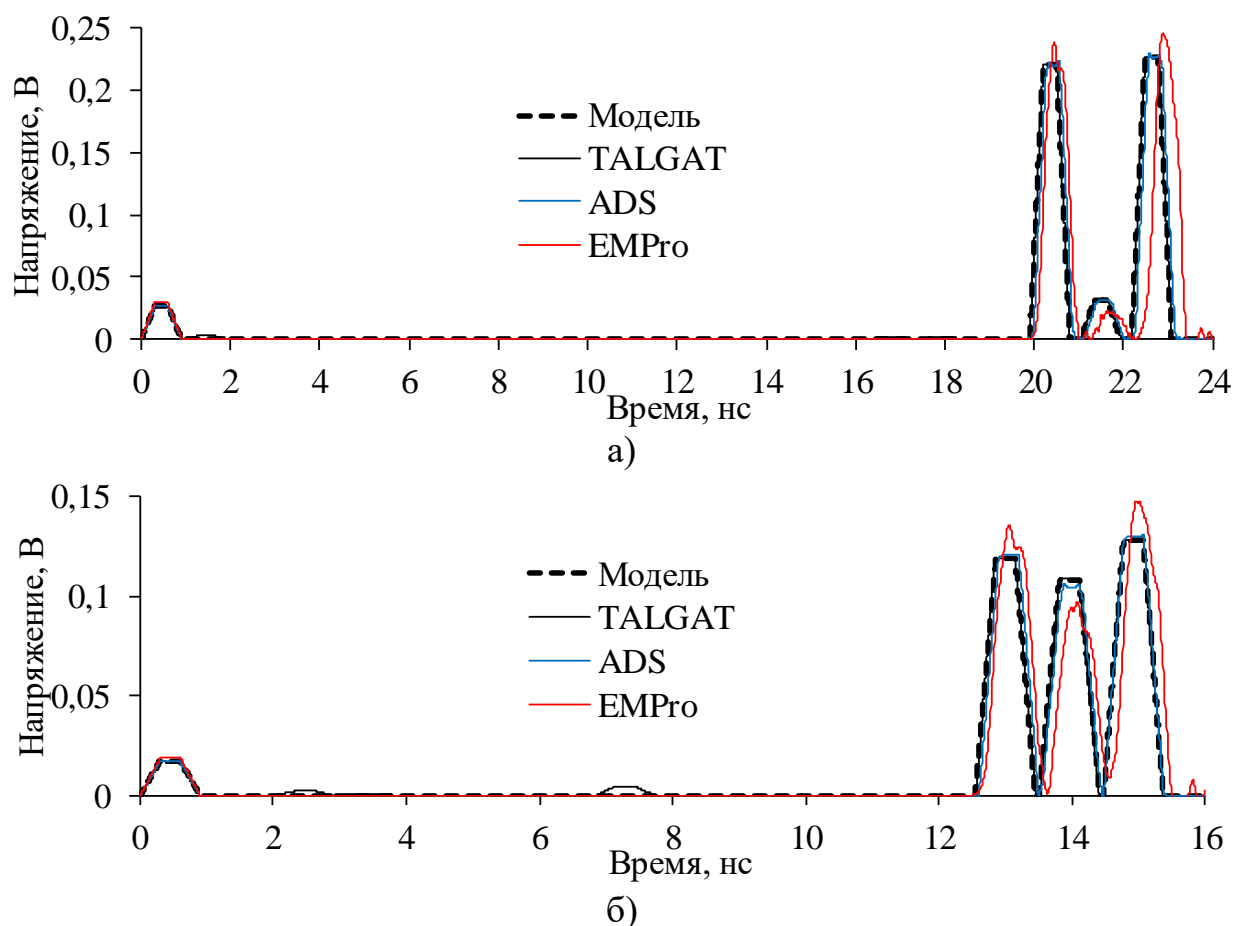 0,25
0,2
0,15
0,1
0,05
0
Напряжение, В
Модель
TALGAT
ADS
EMPro
0 2 4 6 8 10 12 14 16 18 20 22 24
Время, нс
а)
0,15
0,1
0,05
0
Напряжение, В
Модель
TALGAT
ADS
EMPro
0 2 4 6 8 10 12 14 16
Время, нс
б)